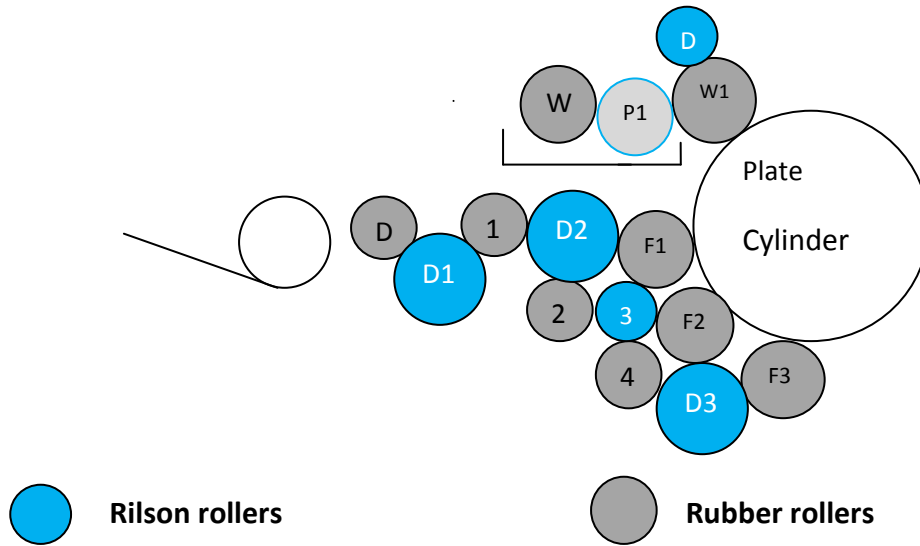 D
W
P1
W1
Plate
Cylinder
D
1
D2
F1
D1
2
3
F2
4
D3
F3
Rilson rollers
Rubber rollers